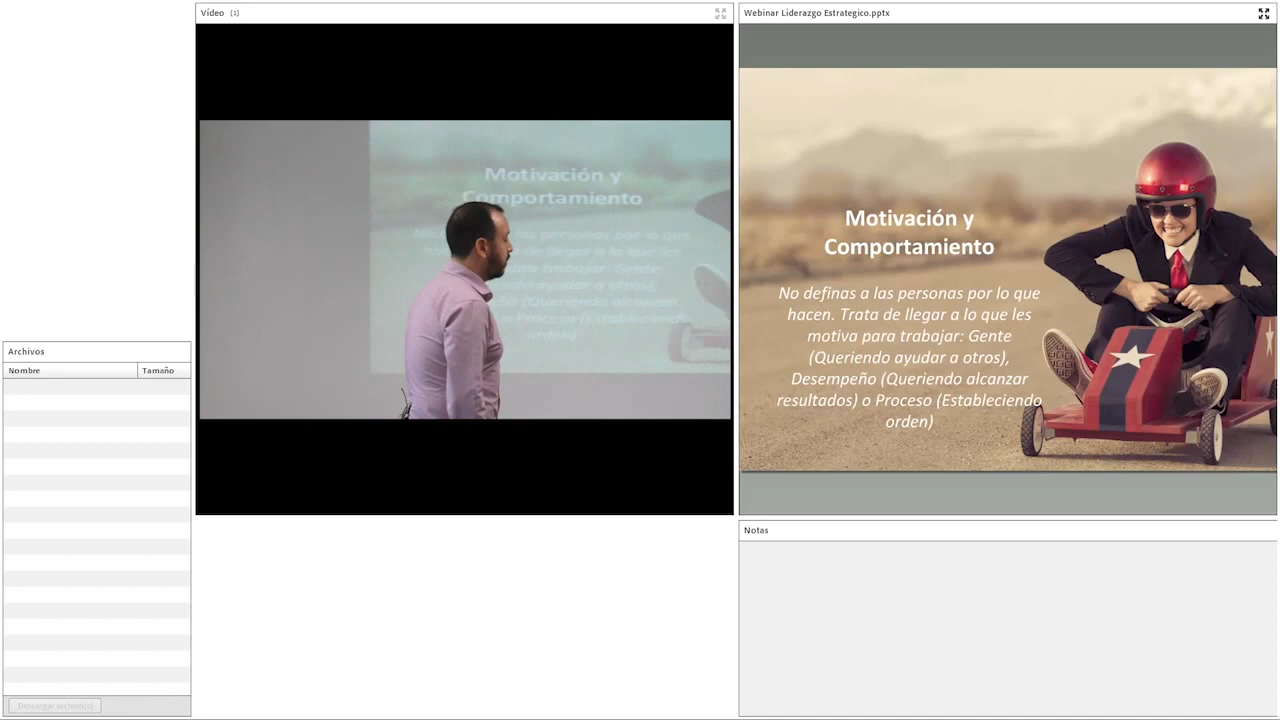 Vídeo (1)
Webinar Liderazgo Estrategico.pptx
Motivación y
Comportamiento
Motivación y
Comportamiento
No definas a las personas por lo que
hacen. Trata de llegar a lo que les
motiva para trabajar: Gente
(Queriendo ayudar a otros),
Desempeño (Queriendo alcanzar
resultados) o Proceso (Estableciendo
orden)
Archivos
Nombre
Tamaño
Descargar archivo(s)
Notas